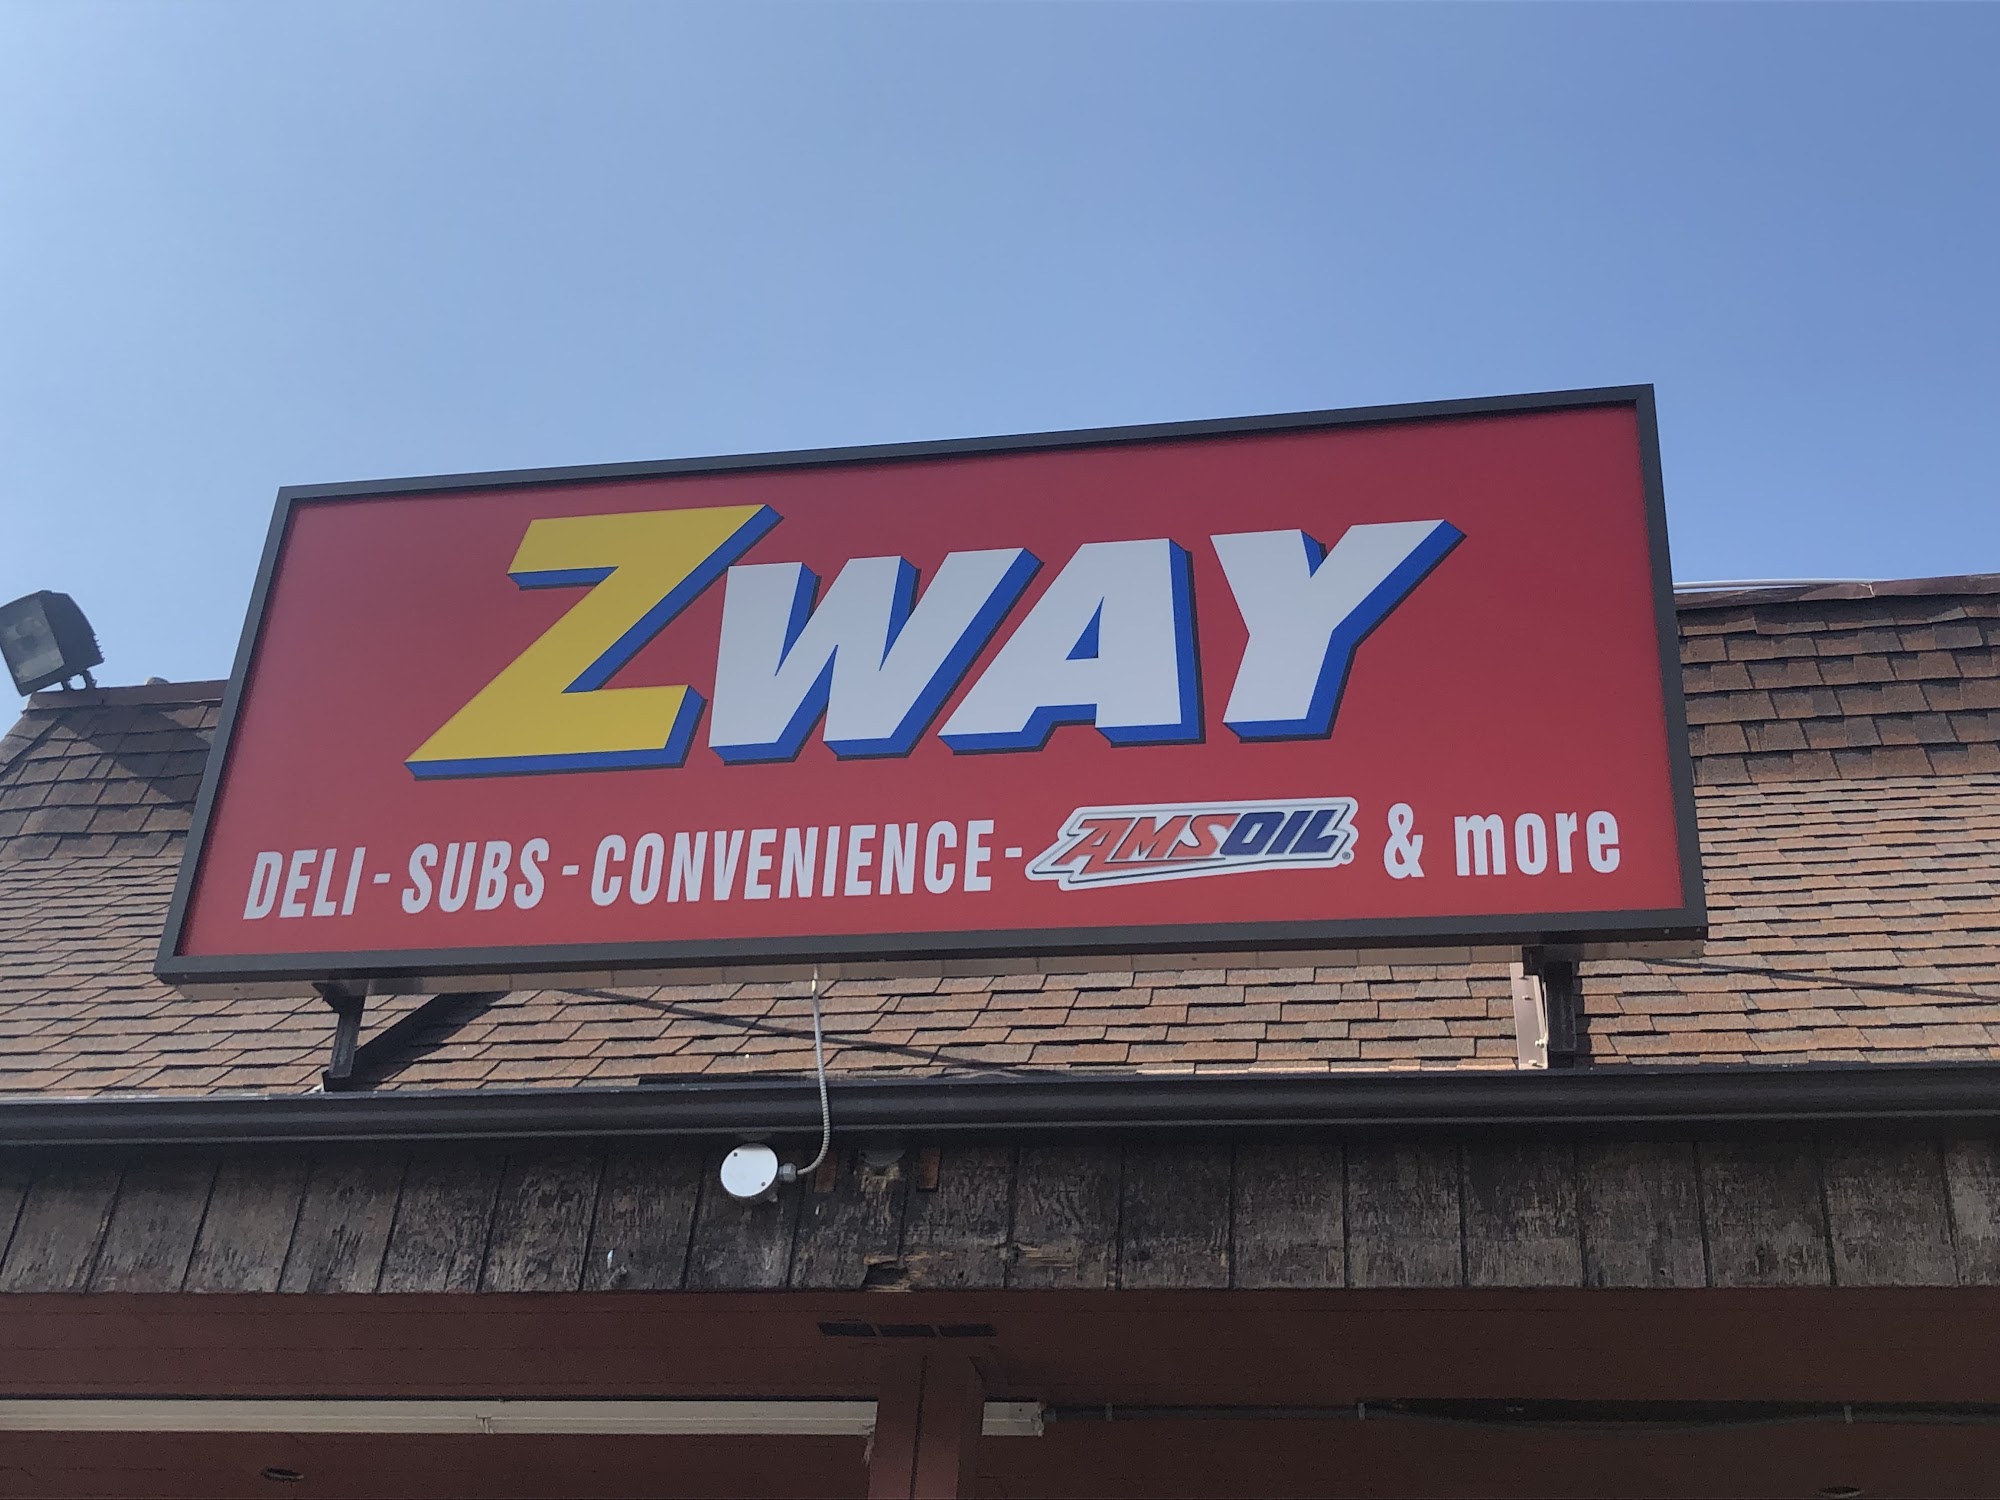 ZWAY
DELI - SUBS - CONVENIENCE - AMSOIL® & more